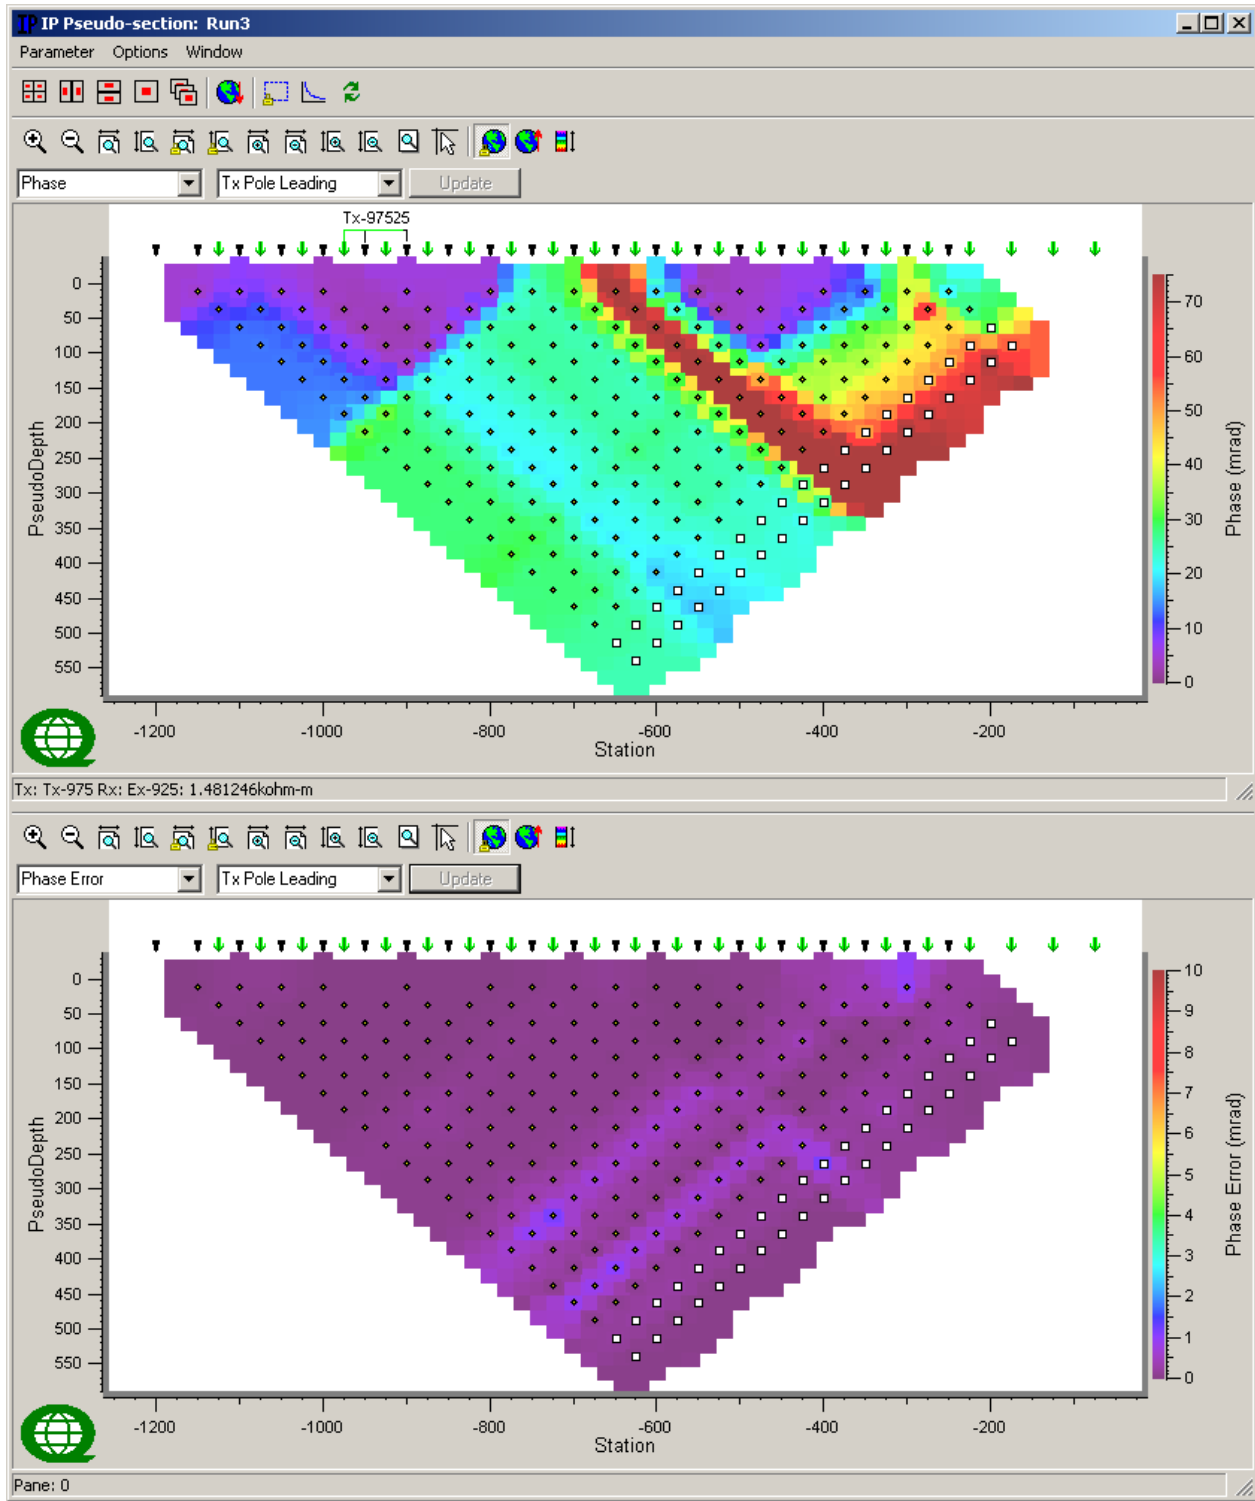 IP Pseudo-section: Run3
Parameter Options Window
Phase Tx Pole Leading Update
Tx-97525
0
50
100
150
200
250
300
350
400
450
500
550
PseudoDepth
-1200 -1000 -800 -600 -400 -200
Station
70
60
50
40
30
20
10
0
Phase (mrad)
Tx: Tx-975 Rx: Ex-925: 1.481246kohm-m
Phase Error Tx Pole Leading Update
0
50
100
150
200
250
300
350
400
450
500
550
PseudoDepth
-1200 -1000 -800 -600 -400 -200
Station
10
9
8
7
6
5
4
3
2
1
0
Phase Error (mrad)
Pane: 0